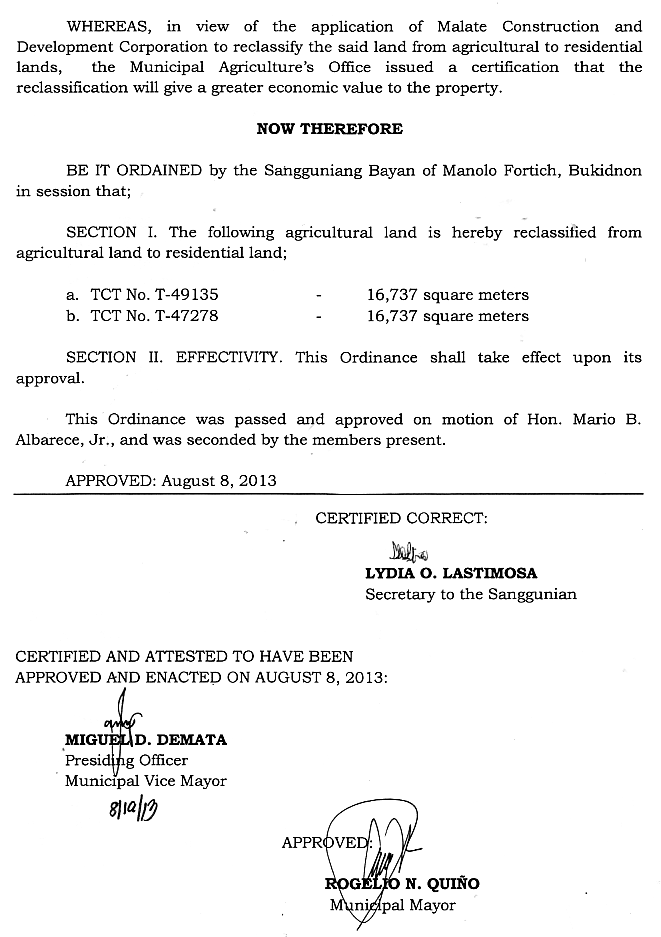 WHEREAS, in view of the application of Malate Construction and
Development Corporation to reclassify the said land from agricultural to residential
lands, the Municipal Agriculture's Office issued a certification that the
reclassification will give a greater economic value to the property.
NOW THEREFORE
BE IT ORDAINED by the Sangguniang Bayan of Manolo Fortich, Bukidnon
in session that;
SECTION I. The following agricultural land is hereby reclassified from
agricultural land to residential land;
a. TCT No. T-49135 - 16,737 square meters
b. TCT No. T-47278 - 16,737 square meters
SECTION II. EFFECTIVITY. This Ordinance shall take effect upon its
approval.
This Ordinance was passed and approved on motion of Hon. Mario B.
Albarece, Jr., and was seconded by the members present.
APPROVED: August 8, 2013
CERTIFIED CORRECT:
LYDIA O. LASTIMOSA
Secretary to the Sanggunian
CERTIFIED AND ATTESTED TO HAVE BEEN
APPROVED AND ENACTED ON AUGUST 8, 2013:
MIGUEL D. DEMATA
Presiding Officer
Municipal Vice Mayor
APPROVED:
ROGELIO N. QUIÑO
Municipal Mayor